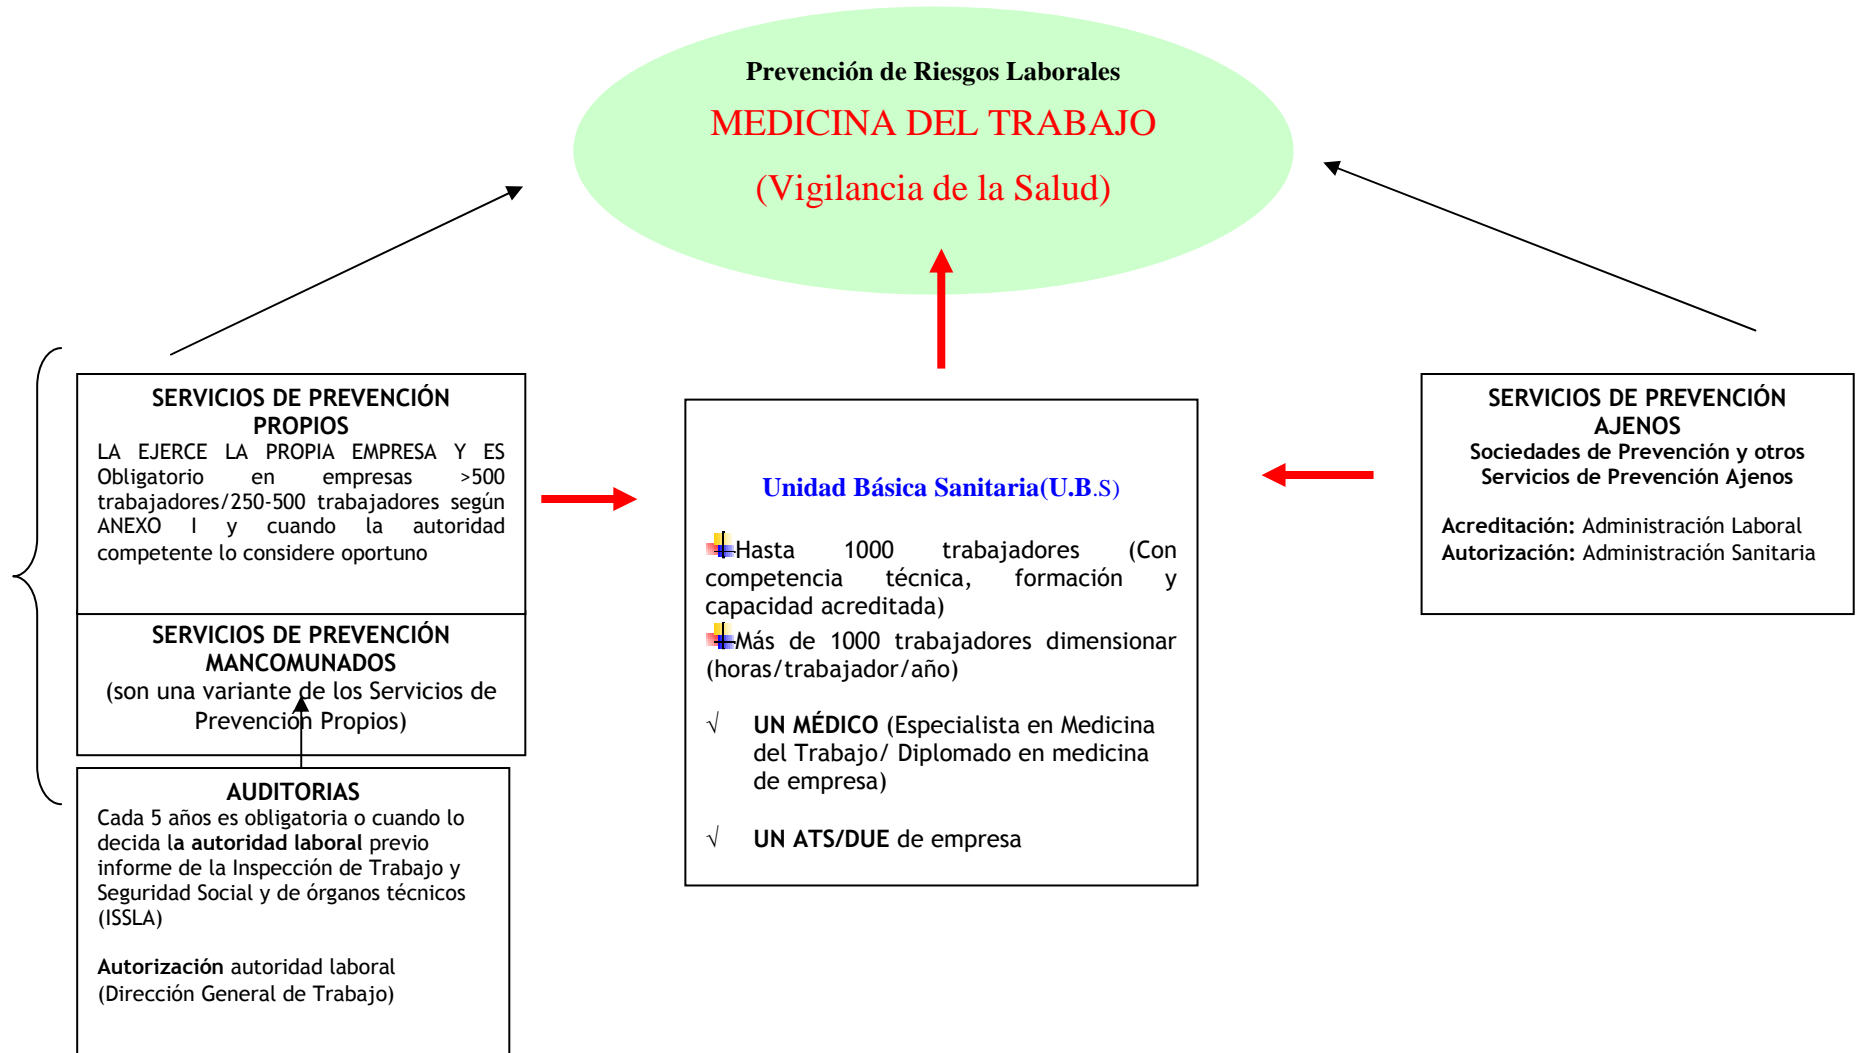 Prevención de Riesgos Laborales
MEDICINA DEL TRABAJO
(Vigilancia de la Salud)
SERVICIOS DE PREVENCIÓN
PROPIOS
LA EJERCE LA PROPIA EMPRESA Y ES
Obligatorio en empresas >500
trabajadores/250-500 trabajadores según
ANEXO I y cuando la autoridad
competente lo considere oportuno
SERVICIOS DE PREVENCIÓN
MANCOMUNADOS
(son una variante de los Servicios de
Prevención Propios)
AUDITORIAS
Cada 5 años es obligatoria o cuando lo
decida la autoridad laboral previo
informe de la Inspección de Trabajo y
Seguridad Social y de órganos técnicos
(ISSLA)
Autorización autoridad laboral
(Dirección General de Trabajo)
Unidad Básica Sanitaria(U.B.S)
Hasta 1000 trabajadores (Con
competencia técnica, formación y
capacidad acreditada)
Más de 1000 trabajadores dimensionar
(horas/trabajador/año)
√ UN MÉDICO (Especialista en Medicina
del Trabajo/ Diplomado en medicina
de empresa)
√ UN ATS/DUE de empresa
SERVICIOS DE PREVENCIÓN
AJENOS
Sociedades de Prevención y otros
Servicios de Prevención Ajenos
Acreditación: Administración Laboral
Autorización: Administración Sanitaria